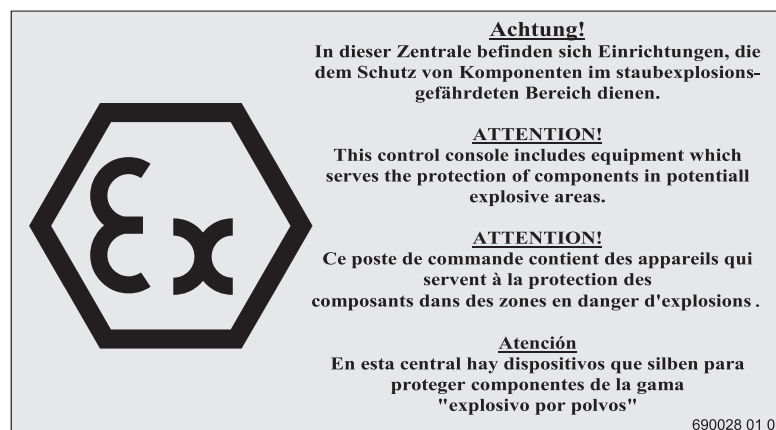 Achtung!
In dieser Zentrale befinden sich Einrichtungen, die
dem Schutz von Komponenten im staubexplosions-
gefährdeten Bereich dienen.
ATTENTION!
This control console includes equipment which
serves the protection of components in potentiall
explosive areas.
ATTENTION!
Ce poste de commande contient des appareils qui
servent à la protection des
composants dans des zones en danger d'explosions .
Atención
En esta central hay dispositivos que silben para
proteger componentes de la gama
"explosivo por polvos"
Ex
690028 01 0